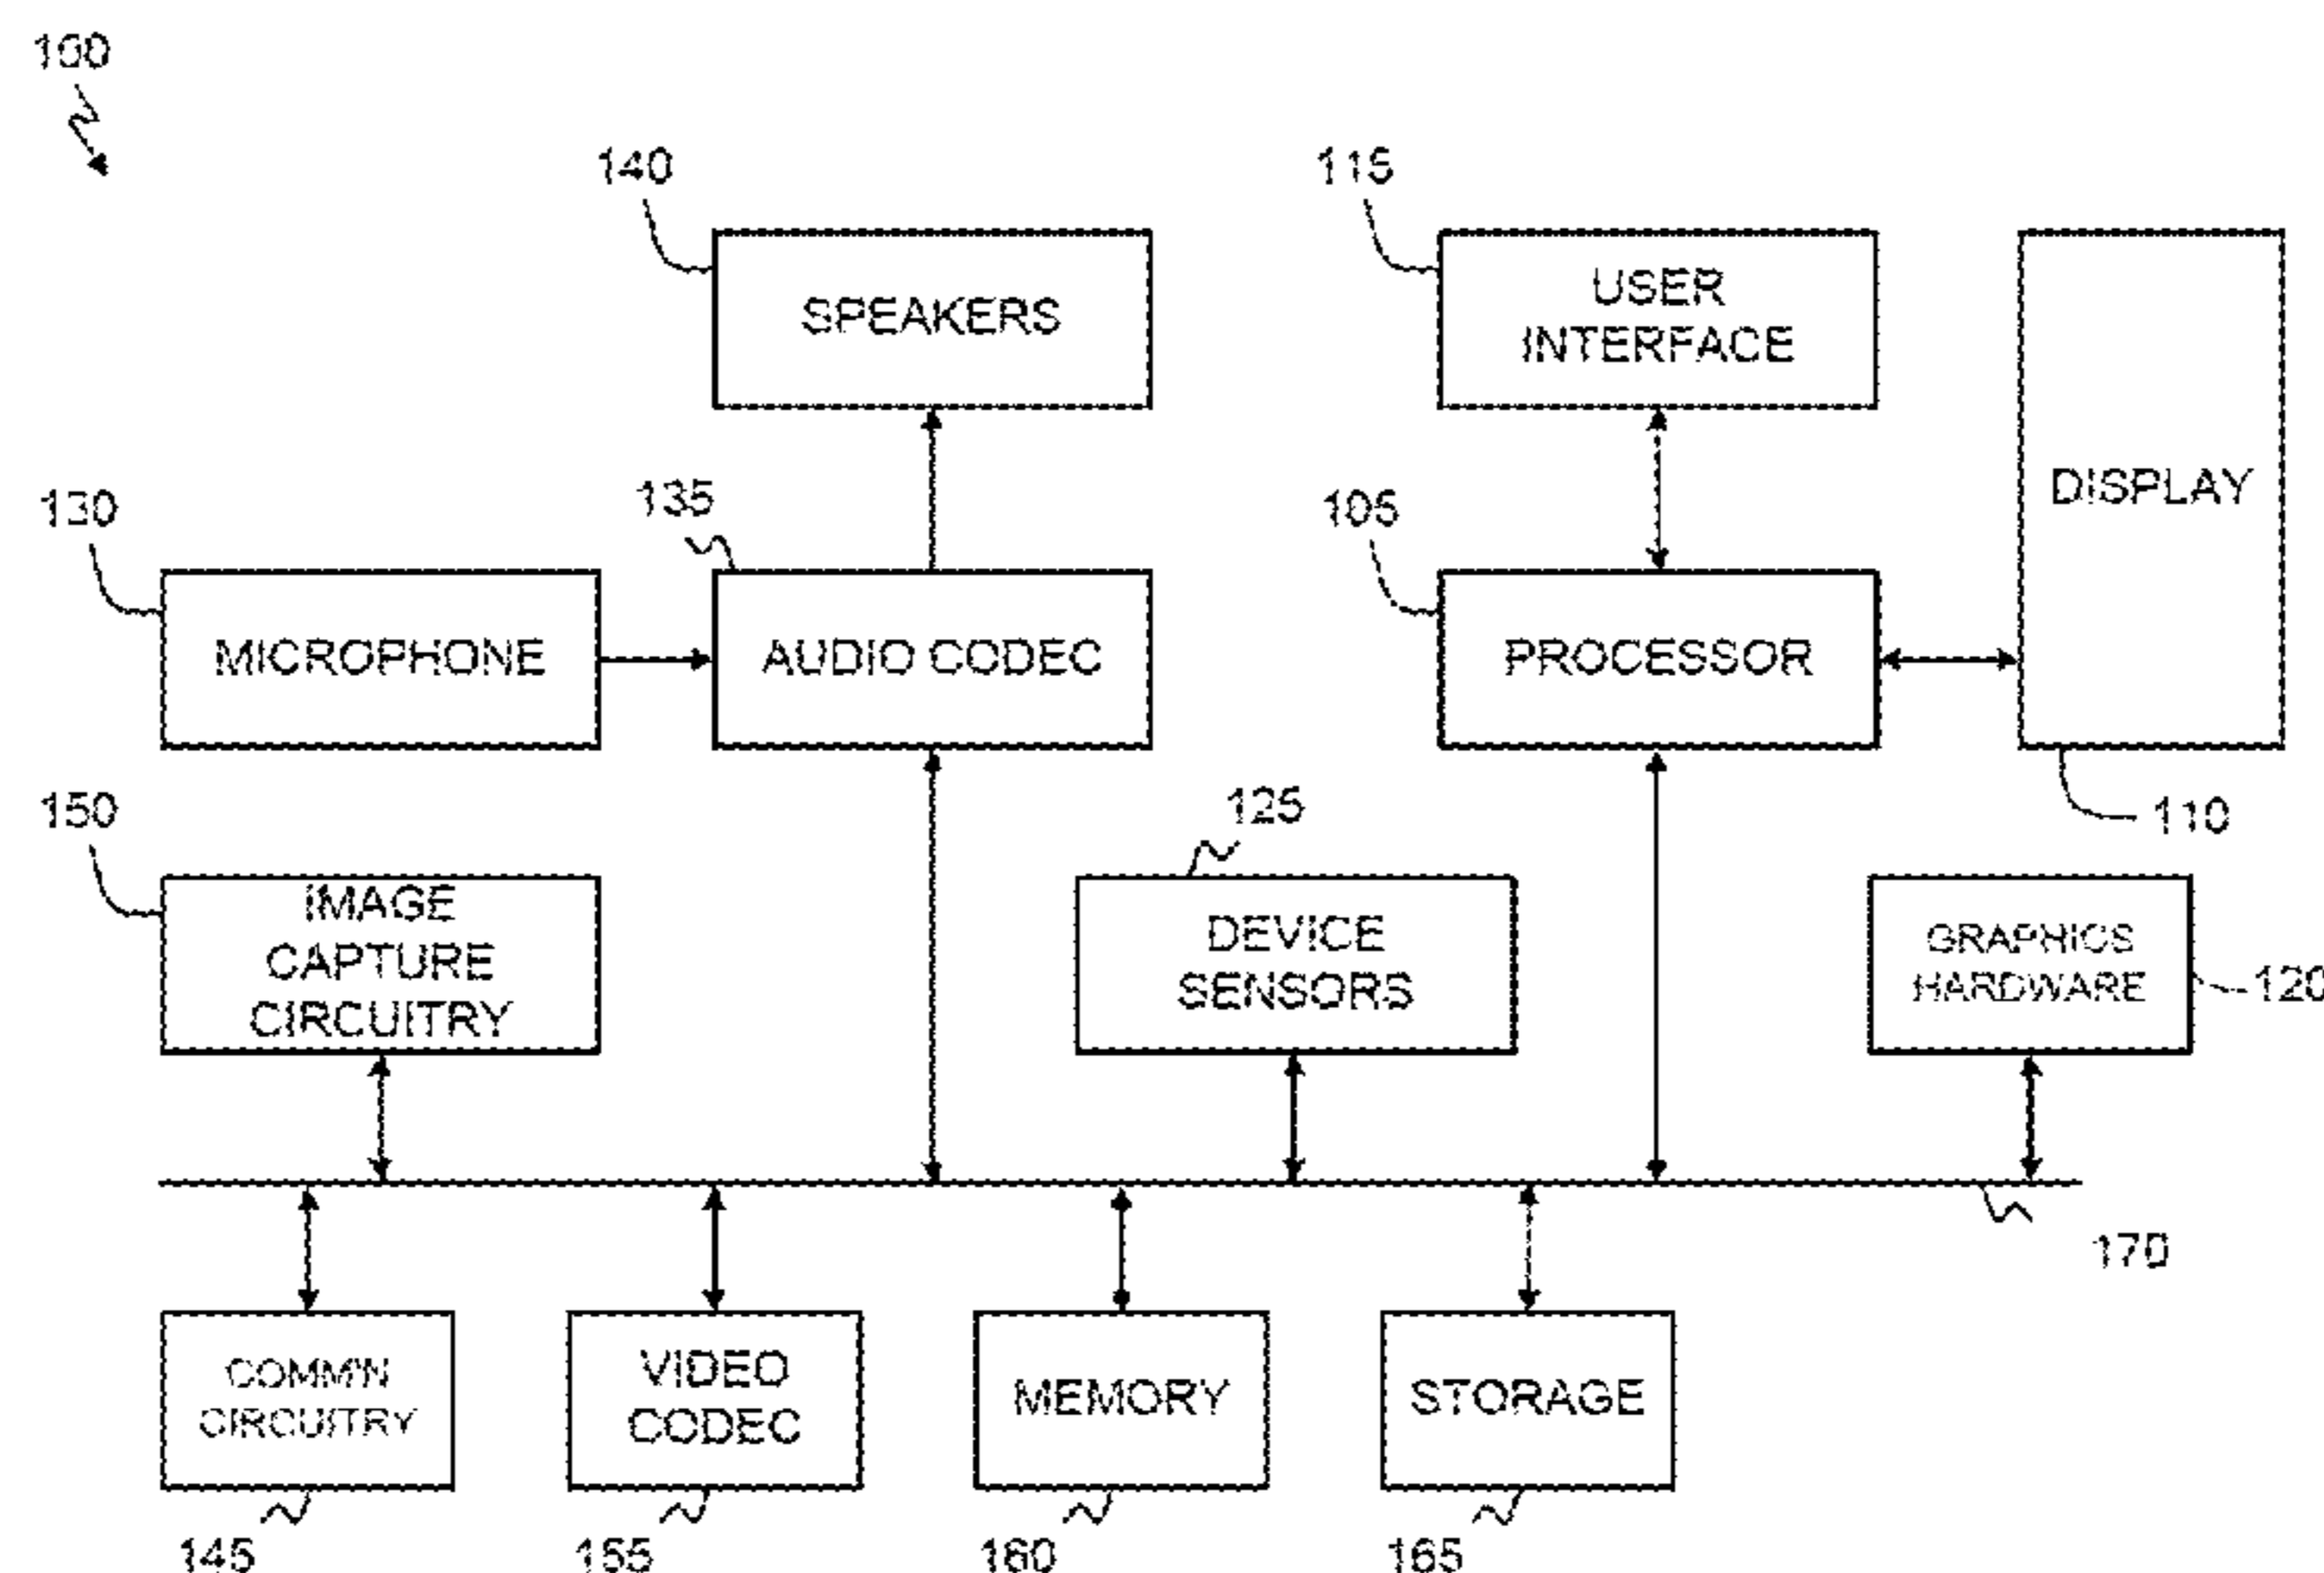 100
140
115
SPEAKERS
USER
INTERFACE
DISPLAY
130
135
105
MICROPHONE
AUDIO CODEC
PROCESSOR
110
150
125
IMAGE
CAPTURE
CIRCUITRY
DEVICE
SENSORS
GRAPHICS
HARDWARE
120
170
COMM'N
CIRCUITRY
VIDEO
CODEC
MEMORY
STORAGE
145
155
160
165